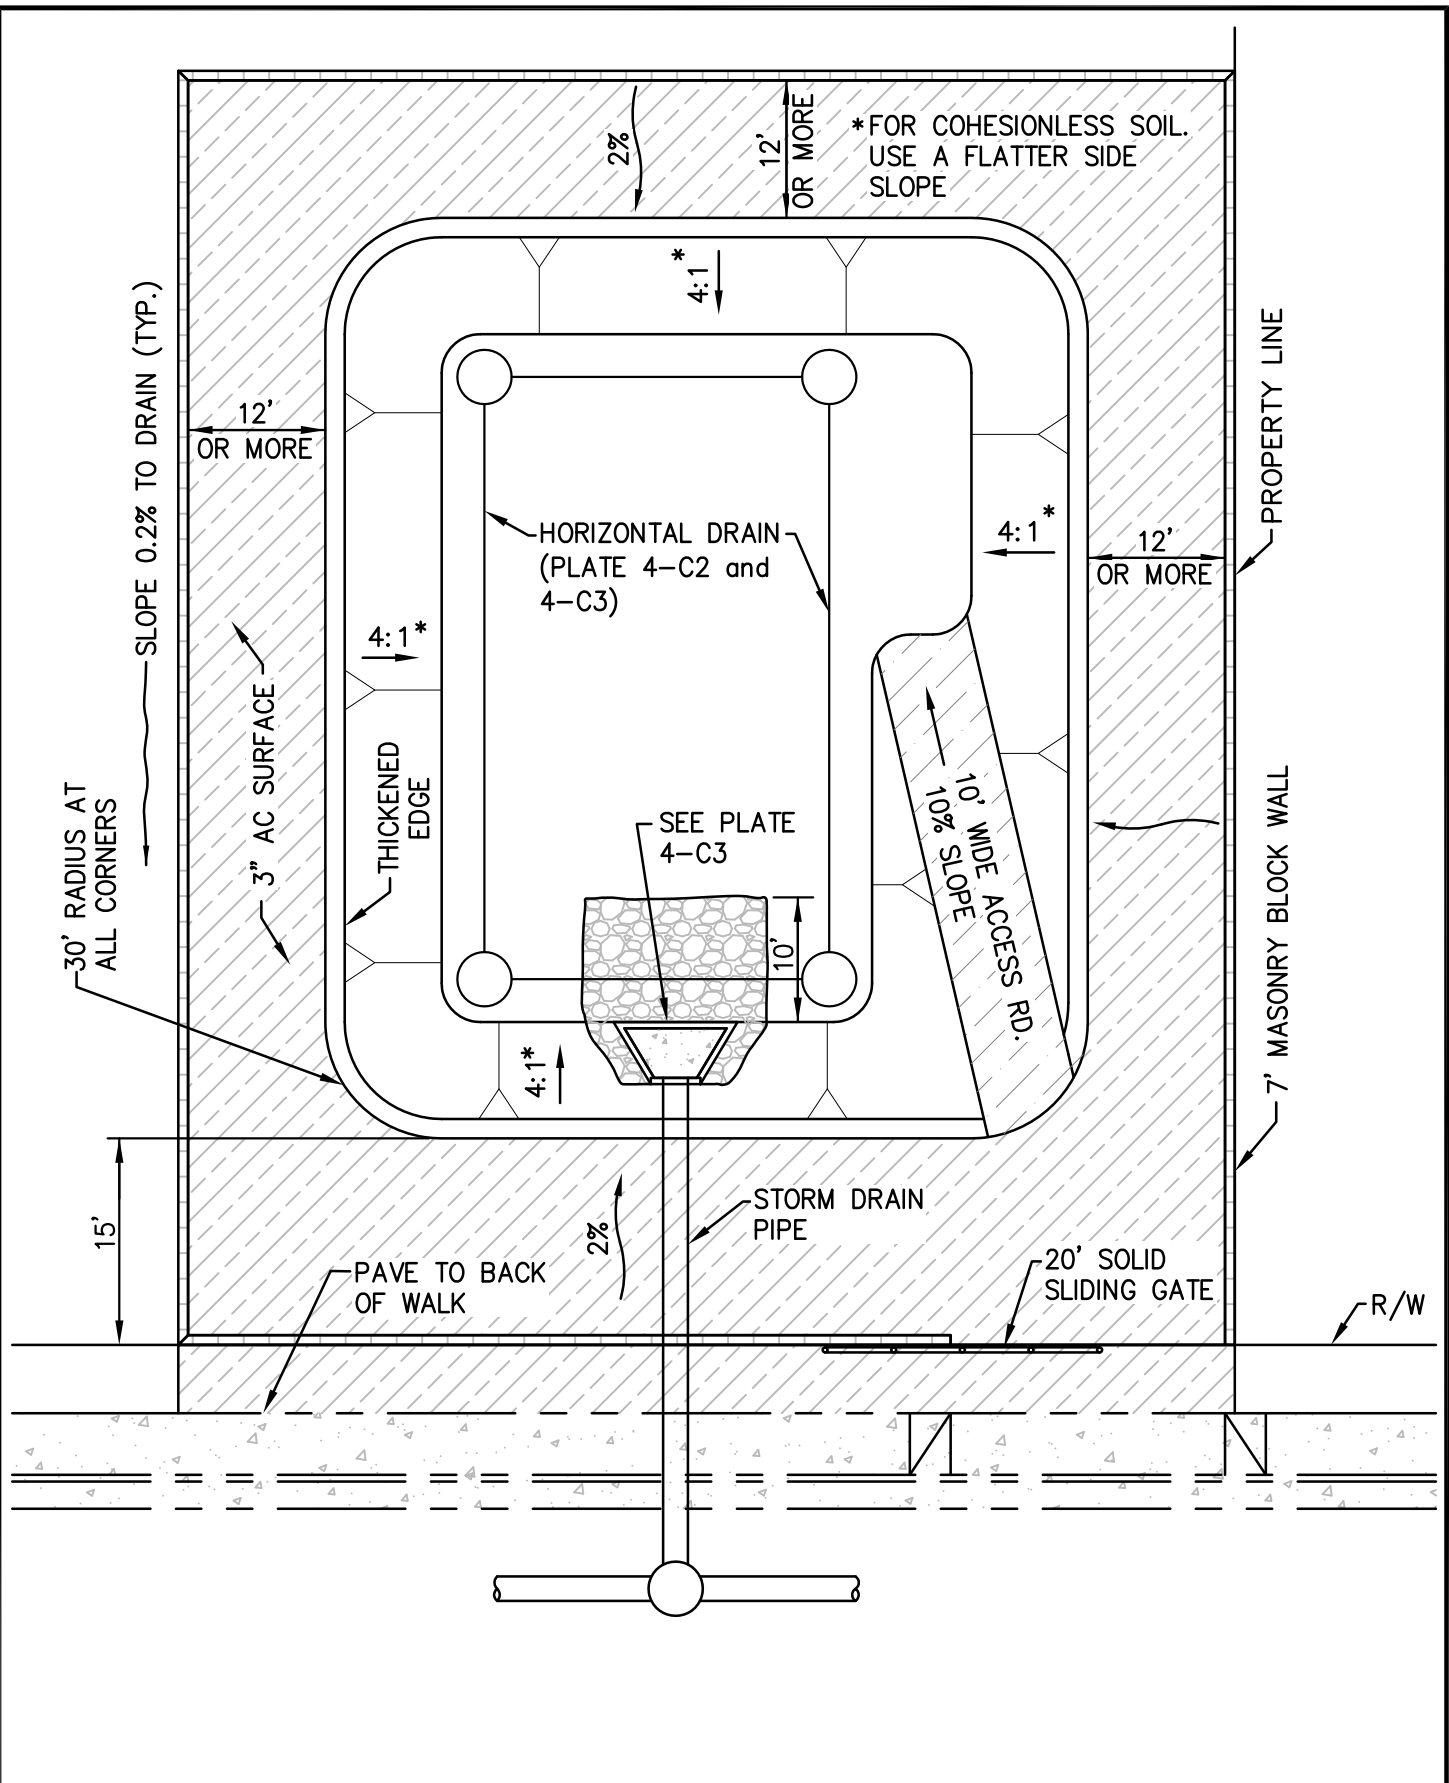 2%
12'
OR MORE
*FOR COHESIONLESS SOIL.
USE A FLATTER SIDE
SLOPE
4:1*
SLOPE 0.2% TO DRAIN (TYP.)
12'
OR MORE
PROPERTY LINE
HORIZONTAL DRAIN
(PLATE 4-C2 and
4-C3)
4:1*
12'
OR MORE
4:1*
3" AC SURFACE
THICKENED
EDGE
30' RADIUS AT
ALL CORNERS
SEE PLATE
4-C3
10' WIDE ACCESS RD.
10% SLOPE
7' MASONRY BLOCK WALL
10'
4:1*
15'
2%
STORM DRAIN
PIPE
PAVE TO BACK
OF WALK
20' SOLID
SLIDING GATE
R/W